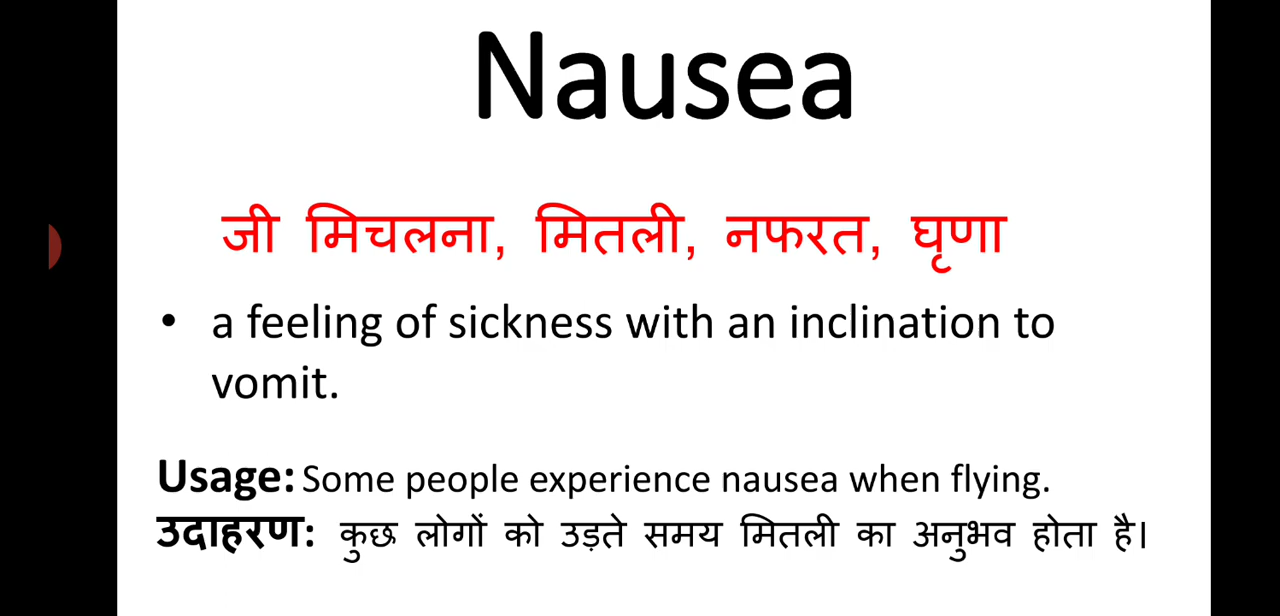 Nausea
जी मिचलना, मितली, नफरत, घृणा
• a feeling of sickness with an inclination to
vomit.
Usage: Some people experience nausea when flying.
उदाहरण: कुछ लोगों को उड़ते समय मितली का अनुभव होता है।